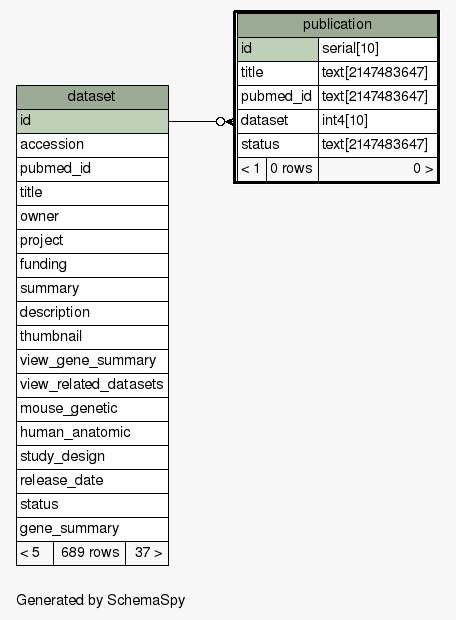 publication
id serial[10]
title text[2147483647]
pubmed_id text[2147483647]
dataset int4[10]
status text[2147483647]
< 1 0 rows 0 >
dataset
id
accession
pubmed_id
title
owner
project
funding
summary
description
thumbnail
view_gene_summary
view_related_datasets
mouse_genetic
human_anatomic
study_design
release_date
status
gene_summary
< 5 689 rows 37 >
Generated by SchemaSpy